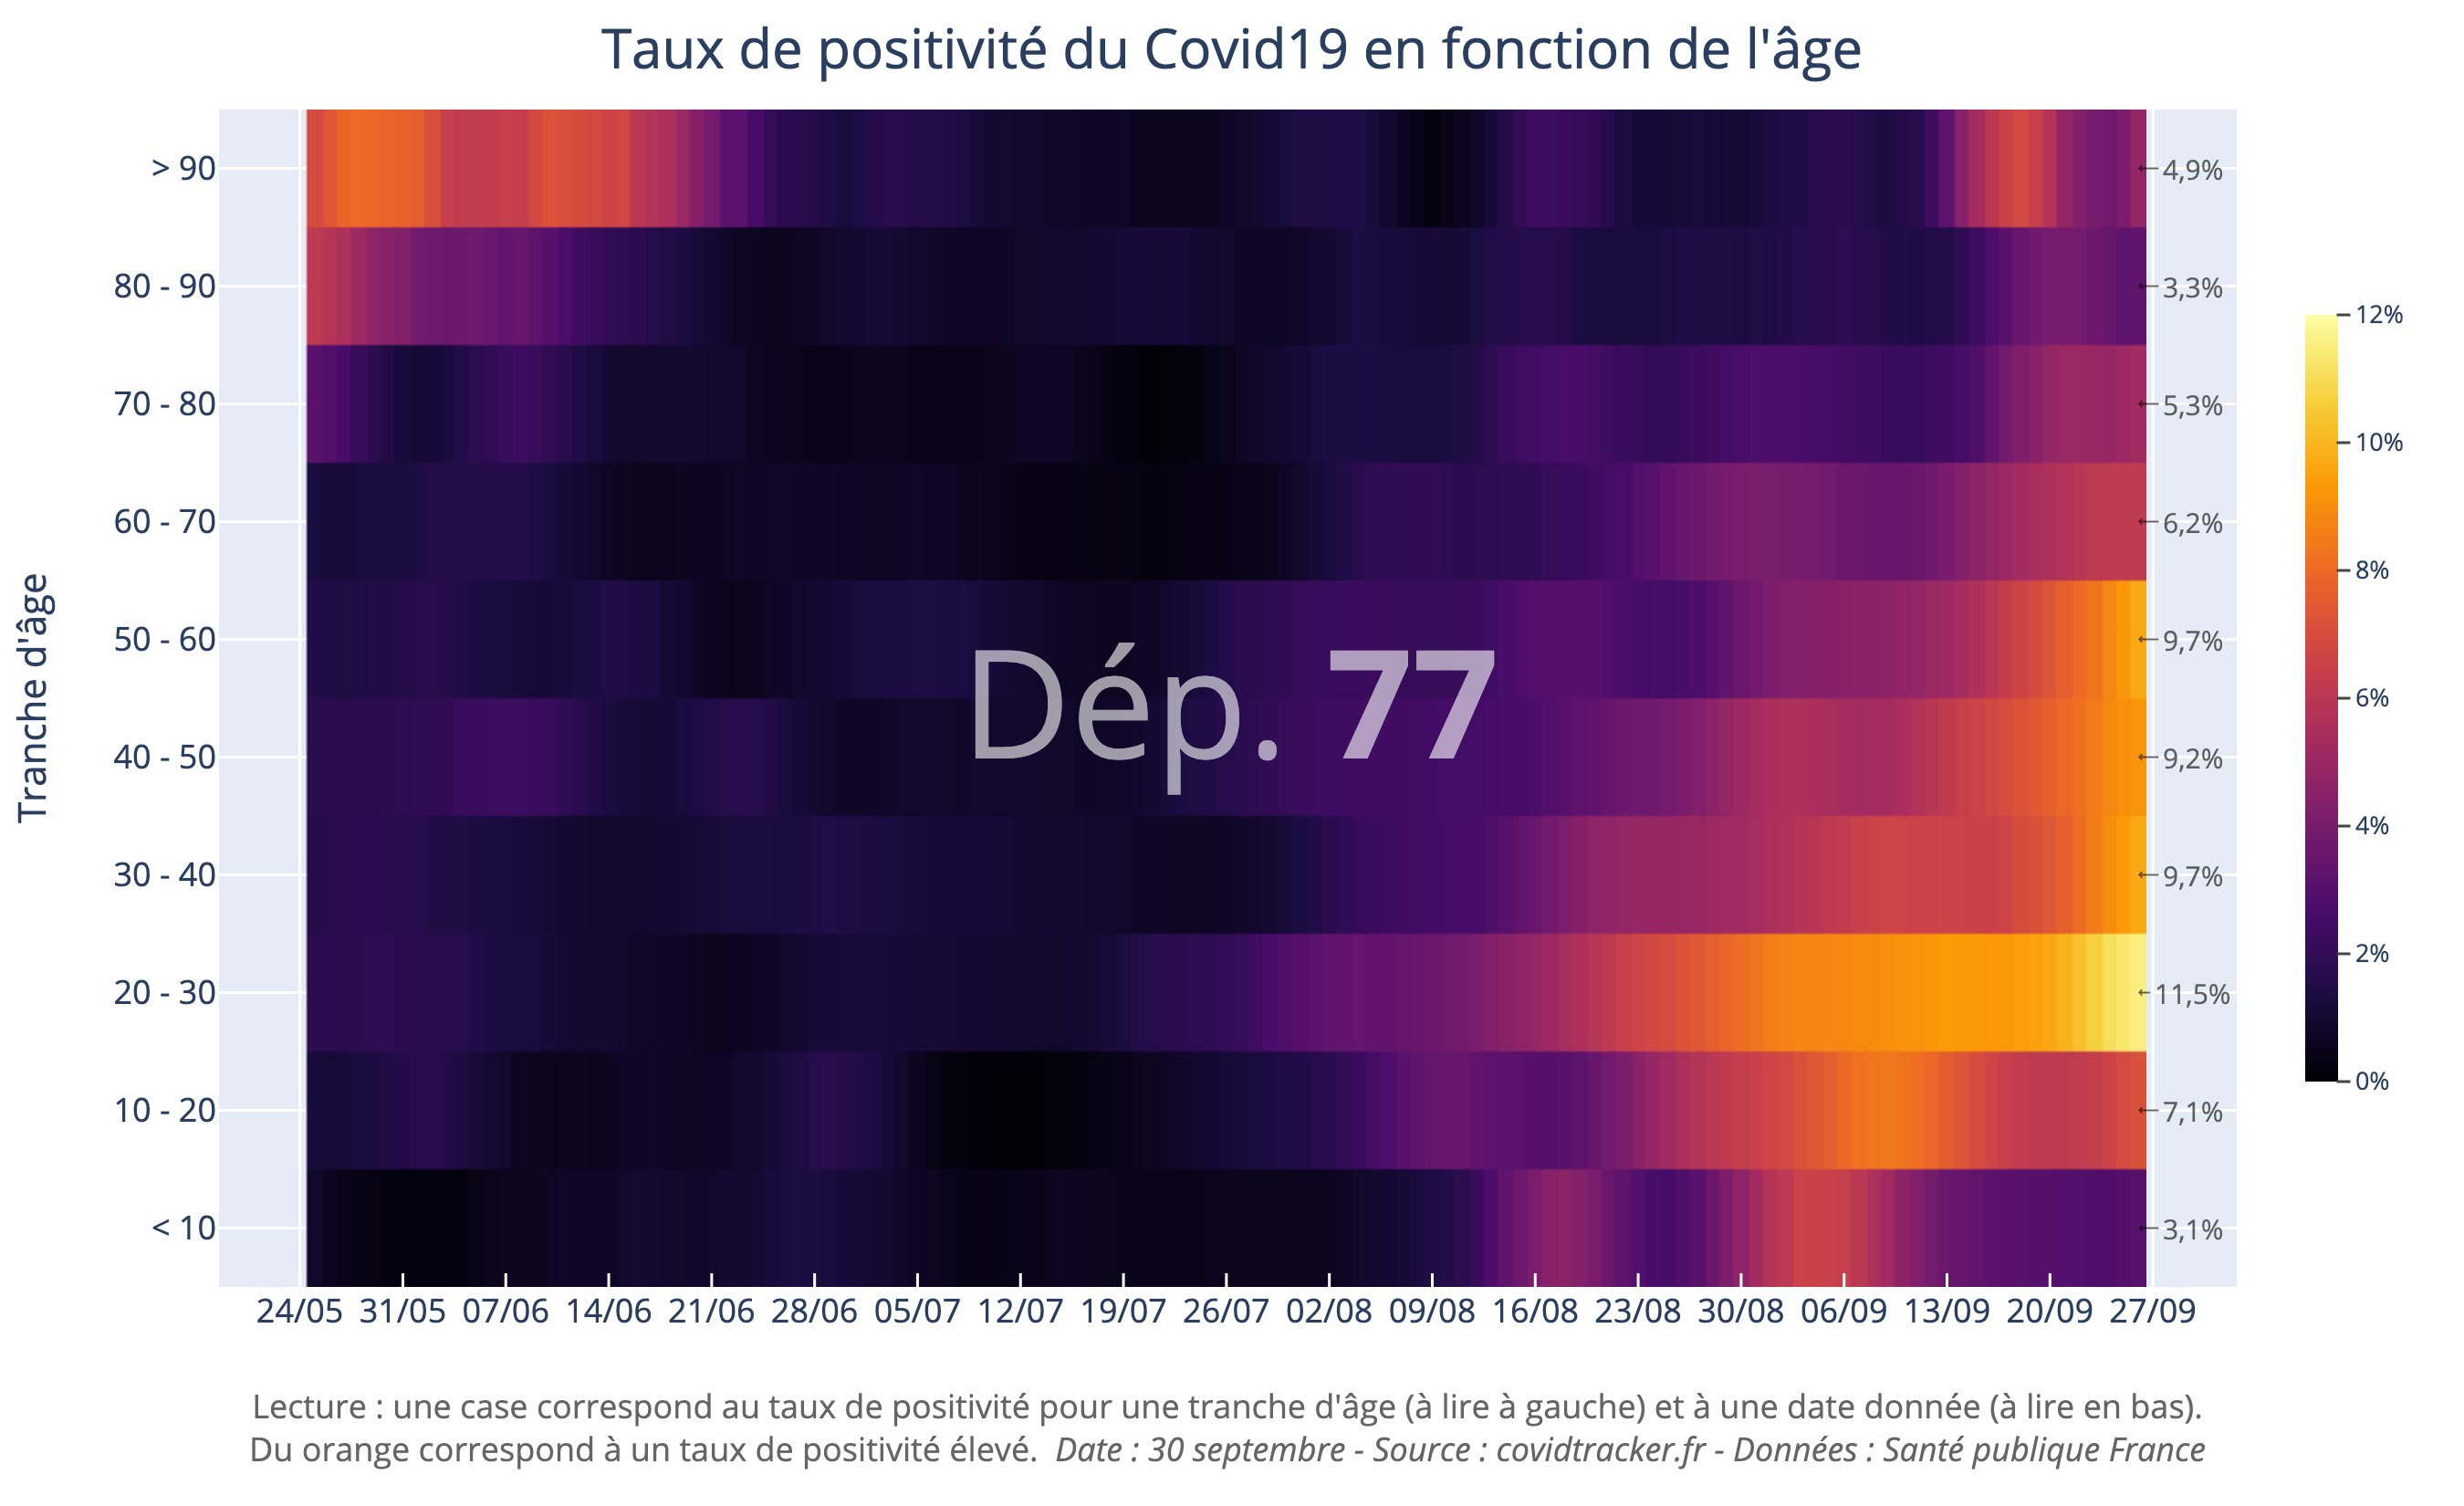 Taux de positivité du Covid19 en fonction de l'âge
Tranche d'âge
> 90
80 - 90
70 - 80
60 - 70
50 - 60
40 - 50
30 - 40
20 - 30
10 - 20
< 10
Dép. 77
4,9%
3,3%
5,3%
6,2%
9,7%
9,2%
9,7%
11,5%
7,1%
3,1%
12%
10%
8%
6%
4%
2%
0%
24/05 31/05 07/06 14/06 21/06 28/06 05/07 12/07 19/07 26/07 02/08 09/08 16/08 23/08 30/08 06/09 13/09 20/09 27/09
Lecture : une case correspond au taux de positivité pour une tranche d'âge (à lire à gauche) et à une date donnée (à lire en bas).
Du orange correspond à un taux de positivité élevé. Date : 30 septembre - Source : covidtracker.fr - Données : Santé publique France